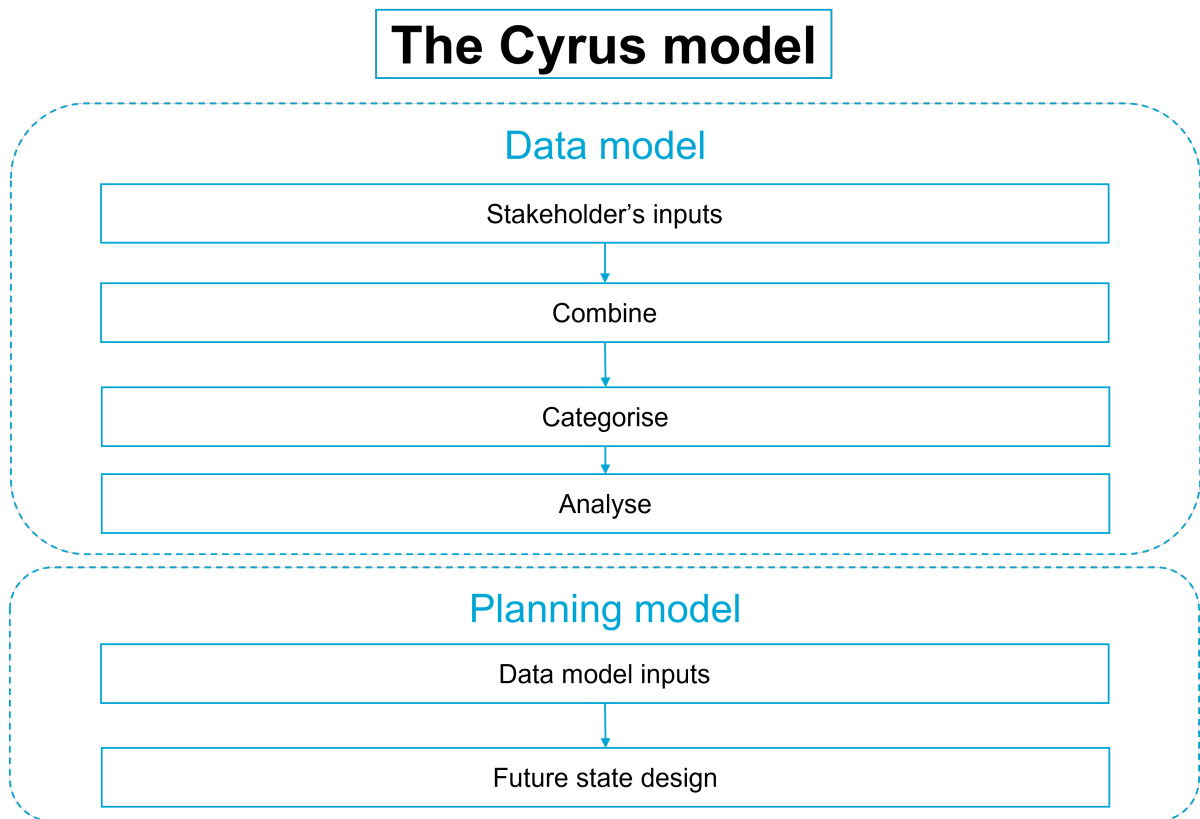 The Cyrus model
Data model
Stakeholder’s inputs
Combine
Categorise
Analyse
Planning model
Data model inputs
Future state design